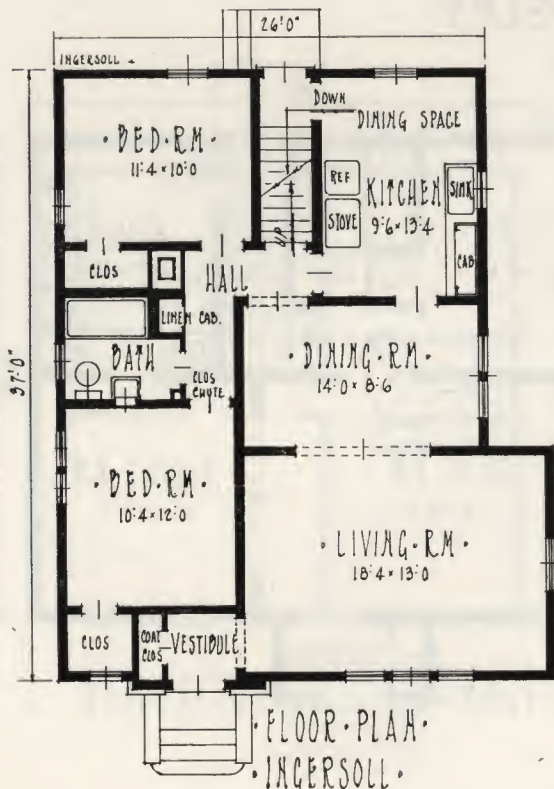 26'0"
INGERSOLL
37'0"
DOWN
DINING SPACE
• BED • RM •
11'4×10'0
REF
KITCHEN
9'6×13'4
SINK
STOVE
UP
CAB
CLOS
HALL
LINEN CAB.
BATH
• DINING • RM •
14'0×8'6
CLOS
CHUTE
• BED • RM •
10'4×12'0
• LIVING • RM •
18'4×13'0
CLOS
COAT
CLOS
VESTIBULE
• FLOOR • PLAN •
• INGERSOLL •